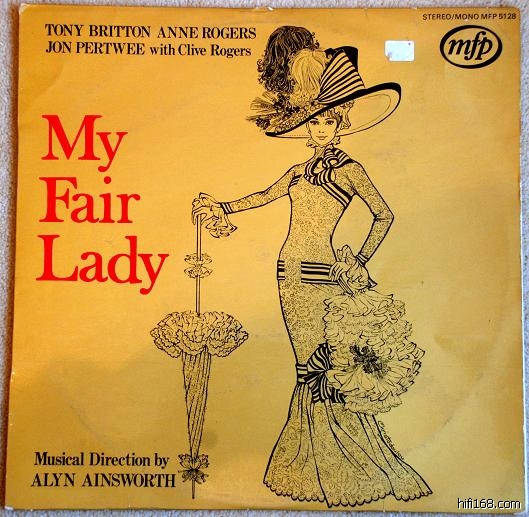 TONY BRITTON ANNE ROGERS
JON PERTWEE with Clive Rogers
STEREO/MONO MFP 5128
mfp
My
Fair
Lady
Musical Direction by
ALYN AINSWORTH
hifi168.com